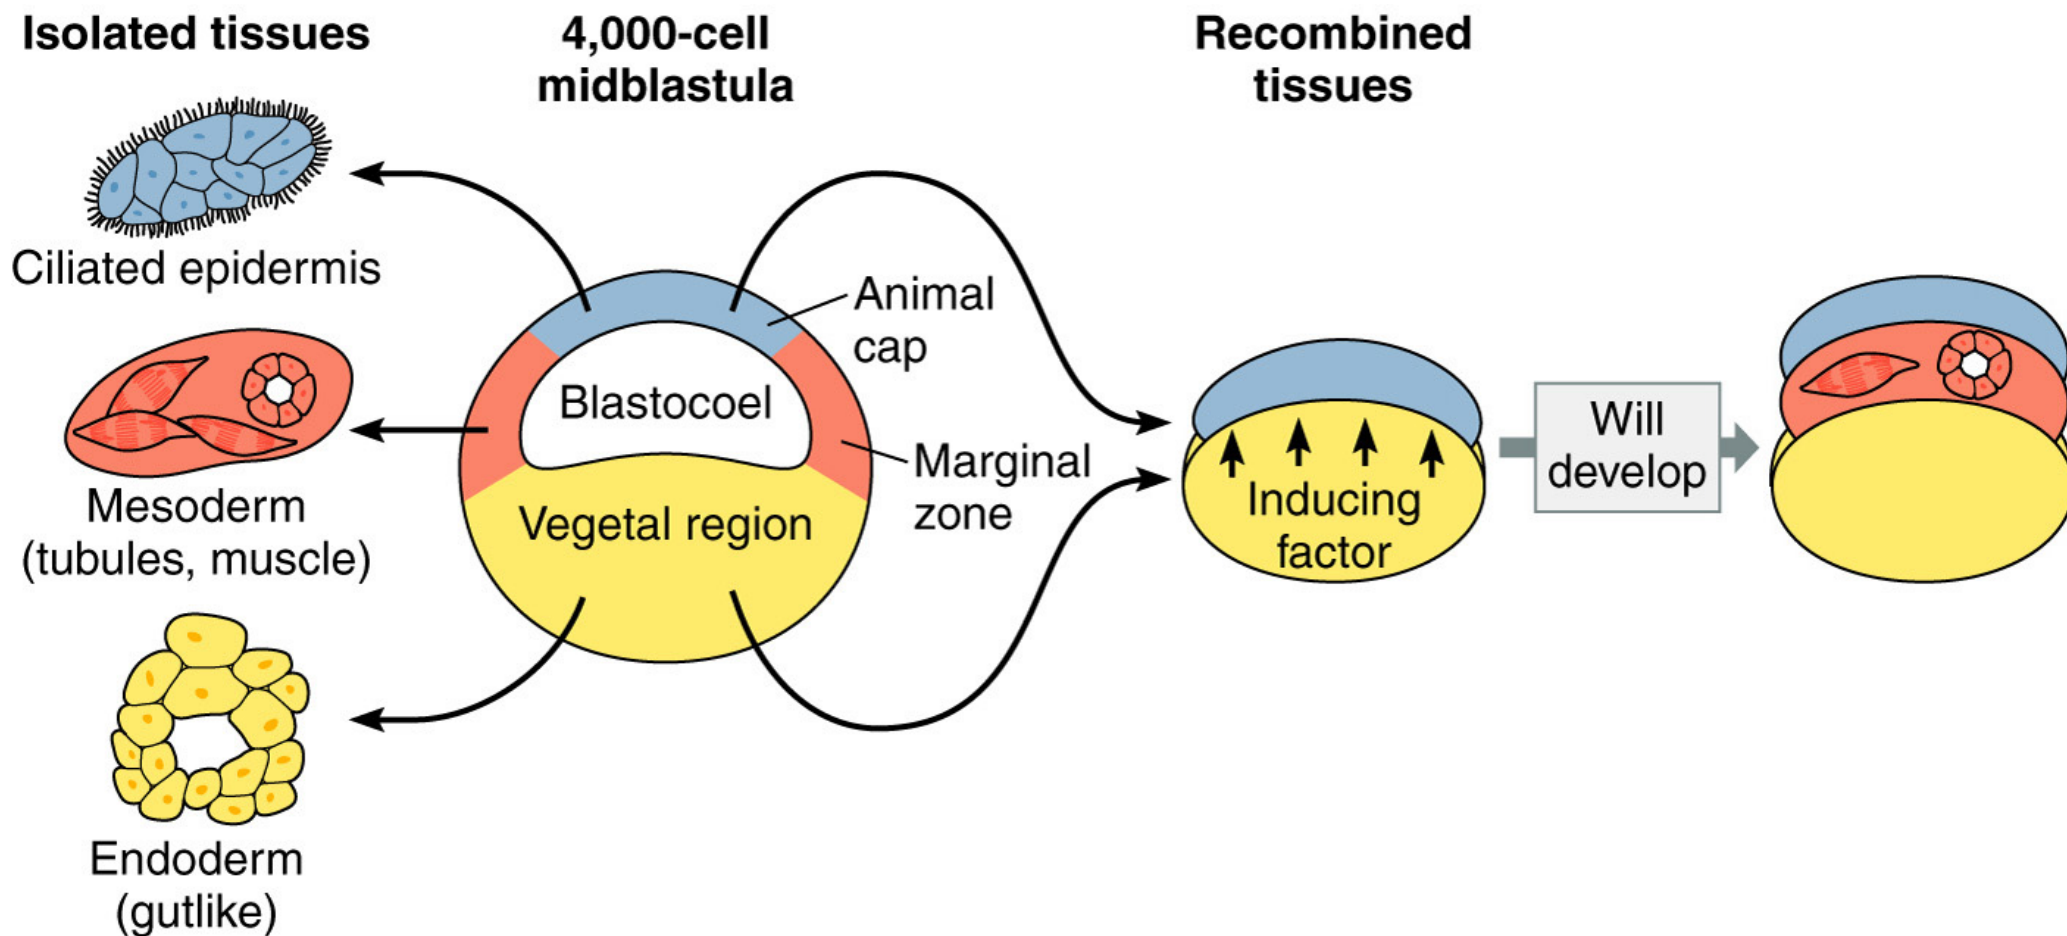 Isolated tissues
4,000-cell
midblastula
Recombined
tissues
Ciliated epidermis
Animal
cap
Blastocoel
Marginal
zone
Vegetal region
Mesoderm
(tubules, muscle)
Inducing
factor
Will
develop
Endoderm
(gutlike)